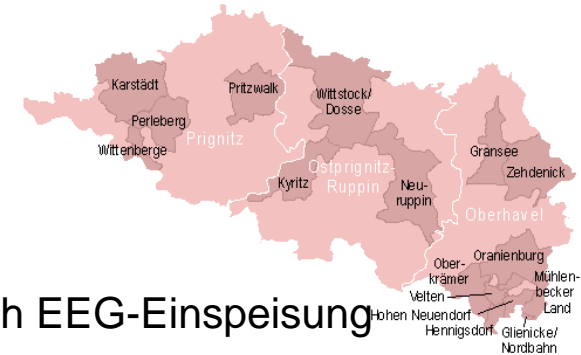 Karstädt
Perleberg
Wittenberge
Prignitz
Pritzwalk
Wittstock/
Dosse
Kyritz
Ostprignitz-
Ruppin
Neu-
ruppin
Gransee
Zehdenick
Oberhavel
Oranienburg
Ober-
krämer
Mühlen-
becker
Land
Velten
Hohen Neuendorf
Hennigsdorf
Glienicke/
Nordbahn
h EEG-Einspeisung